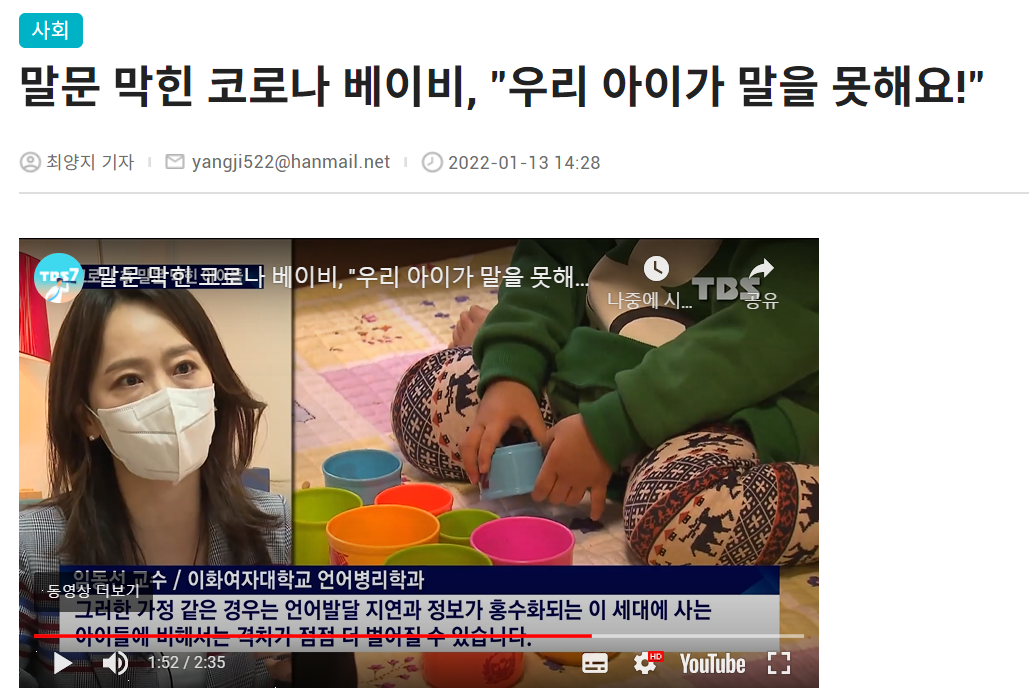 사회
말문 막힌 코로나 베이비, "우리 아이가 말을 못해요!"
최양지 기자
yangji522@hanmail.net
2022-01-13 14:28
TBS7
말문 막힌 코로나 베이비, "우리 아이가 말을 못해...
나중에 시...
TBS
공유
교수 / 이화여자대학교 언어병리학과
동영상 더보기
그러한 가정 같은 경우는 언어발달 지연과 정보가 홍수화되는 이 세대에 사는
아이들에 비해서는 격차가 점점 더 벌어질 수 있습니다.
1:52 / 2:35
HD
YouTube